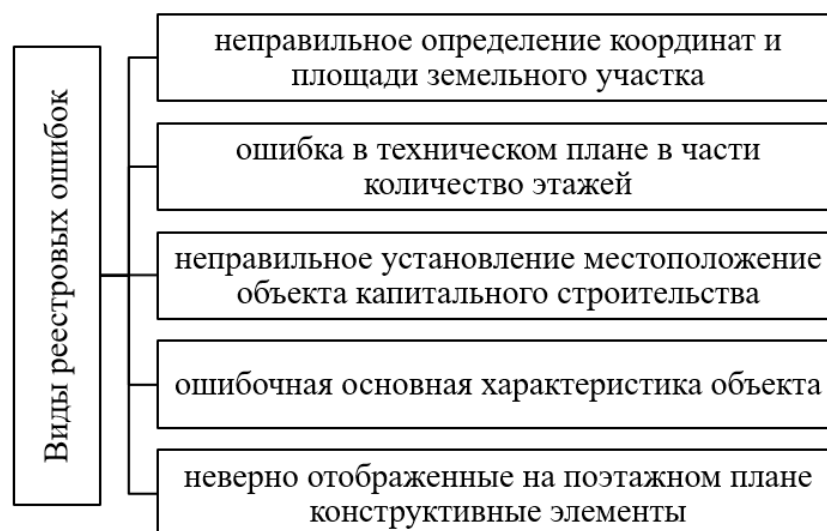 Виды реестровых ошибок
неправильное определение координат и
площади земельного участка
ошибка в техническом плане в части
количество этажей
неправильное установление местоположение
объекта капитального строительства
ошибочная основная характеристика объекта
неверно отображенные на поэтажном плане
конструктивные элементы